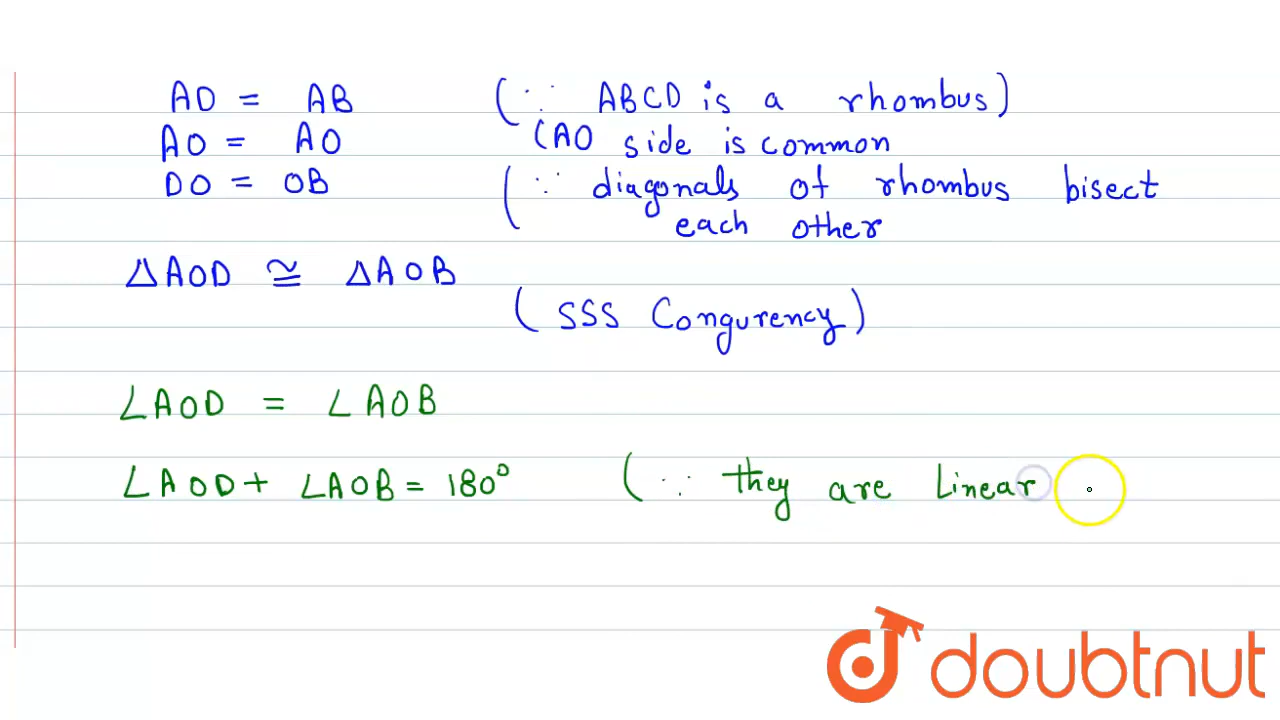 AD = AB (∵ ABCD is a rhombus)
AO = AO (AO side is common
DO = OB (∵ diagonals of rhombus bisect
each other
△AOD ≅ △AOB
(SSS Congurency)
∠AOD = ∠AOB
∠AOD + ∠AOB = 180° (∵ they are Linear
doubtnut